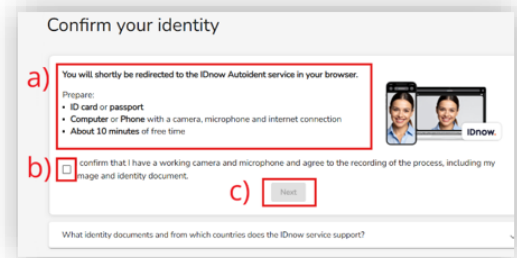 Confirm your identity
a)
You will shortly be redirected to the IDnow Autoident service in your browser.
Prepare:
• ID card or passport
• Computer or Phone with a camera, microphone and internet connection
• About 10 minutes of free time
IDnow.
b)
confirm that I have a working camera and microphone and agree to the recording of the process, including my
image and identity document.
c)
Next
What identity documents and from which countries does the IDnow service support?